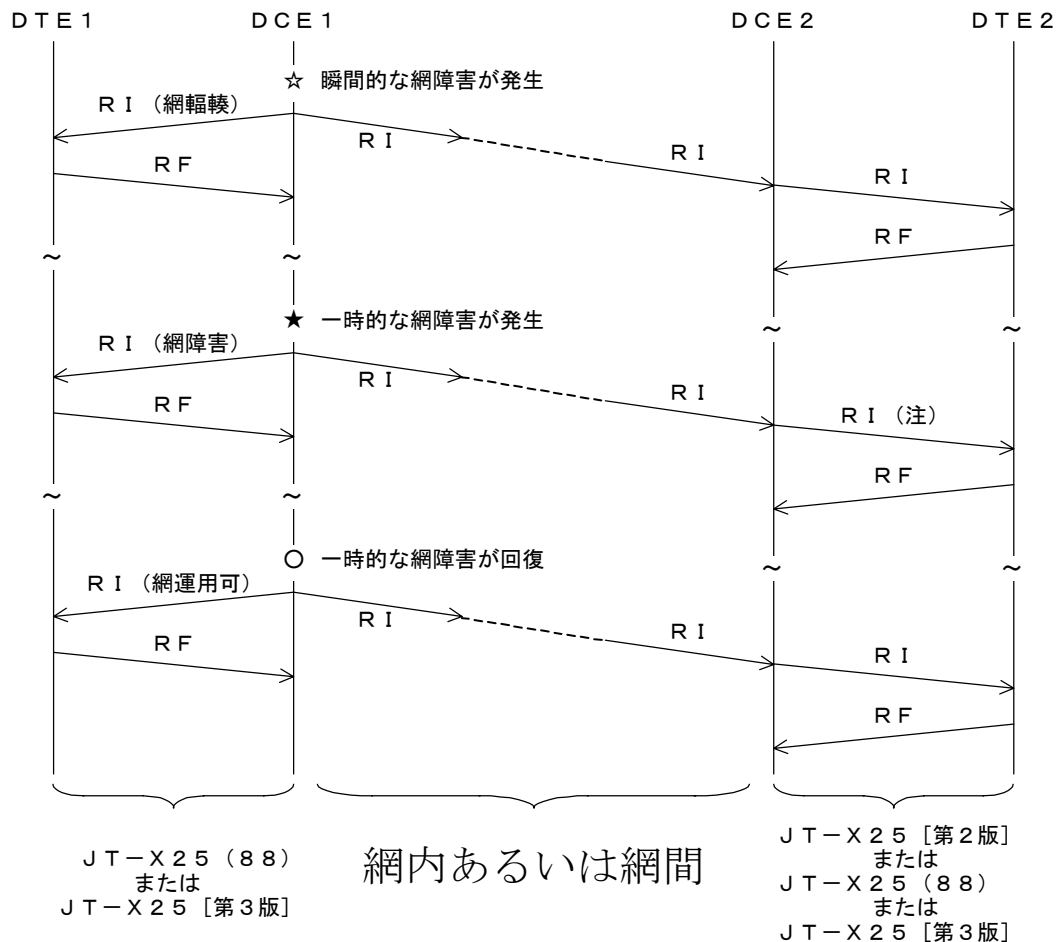 ＤＴＥ１ ＤＣＥ１ ＤＣＥ２ ＤＴＥ２
☆ 瞬間的な網障害が発生
ＲＩ（網輻輳）
ＲＩ
ＲＩ
ＲＩ
ＲＦ
ＲＦ
～ ～
★ 一時的な網障害が発生
～ ～
ＲＩ（網障害）
ＲＩ
ＲＩ
ＲＩ（注）
ＲＦ
ＲＦ
～ ～
○ 一時的な網障害が回復
～ ～
ＲＩ（網運用可）
ＲＩ
ＲＩ
ＲＩ
ＲＦ
ＲＦ
ＪＴ－Ｘ２５（８８）
または
ＪＴ－Ｘ２５［第３版］
網内あるいは網間
ＪＴ－Ｘ２５［第２版］
または
ＪＴ－Ｘ２５（８８）
または
ＪＴ－Ｘ２５［第３版］